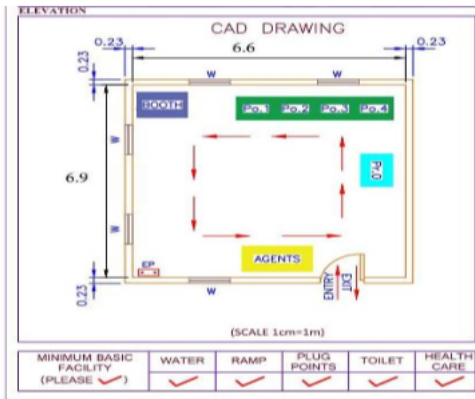 ELEVATION
CAD DRAWING
0.23
6.6
0.23
0.23
W
W
BOOTH
Po.1
Po.2
Po.3
Po.4
W
6.9
Pr.O
W
AGENTS
EP
0.23
W
ENTRY
EXIT
(SCALE 1cm=1m)
MINIMUM BASIC
FACILITY
(PLEASE ✓)
WATER
RAMP
PLUG
POINTS
TOILET
HEALTH
CARE